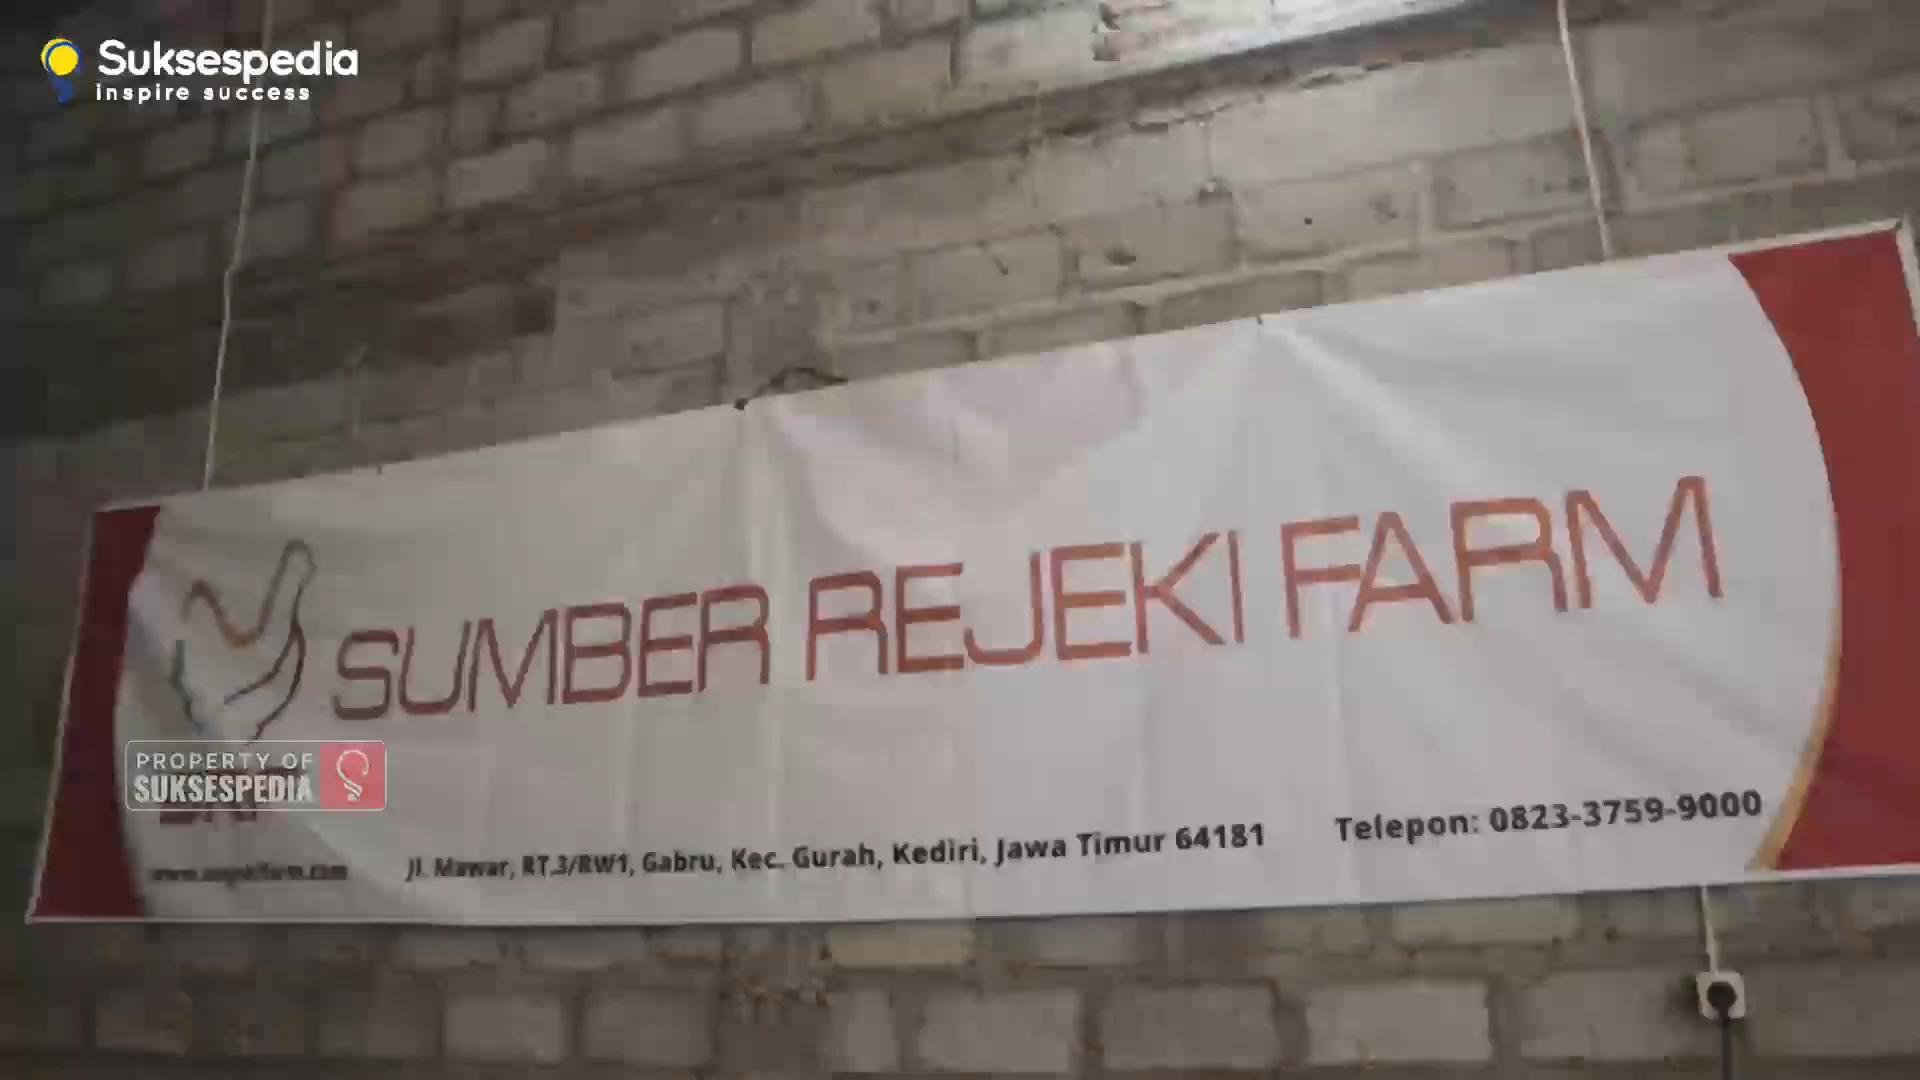 Suksespedia
inspire success
SUMBER REJEKI FARM
PROPERTY OF
SUKSESPEDIA
Jl. Mawar, RT.3/RW1, Gabru, Kec. Gurah, Kediri, Jawa Timur 64181
Telepon: 0823-3759-9000